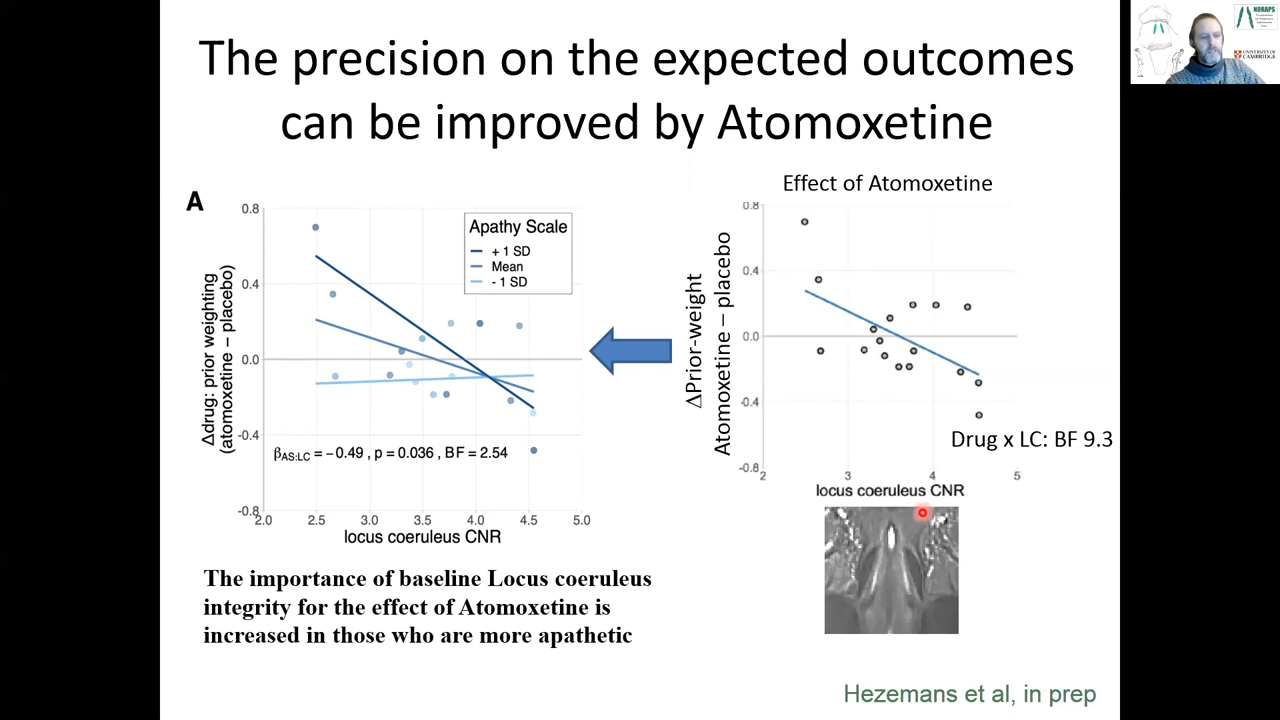 The precision on the expected outcomes
can be improved by Atomoxetine
A
0.8
0.4
0.0
-0.4
-0.8
2.0 2.5 3.0 3.5 4.0 4.5 5.0
Δdrug: prior weighting
(atomoxetine – placebo)
Apathy Scale
+ 1 SD
Mean
- 1 SD
βAS:LC = −0.49 , p = 0.036 , BF = 2.54
locus coeruleus CNR
The importance of baseline Locus coeruleus
integrity for the effect of Atomoxetine is
increased in those who are more apathetic
Effect of Atomoxetine
ΔPrior-weight
Atomoxetine – placebo
0.8
0.4
0.0
-0.4
-0.8
2 3 4 5
Drug x LC: BF 9.3
locus coeruleus CNR
Hezemans et al, in prep
NORAPS
UNIVERSITY OF
CAMBRIDGE